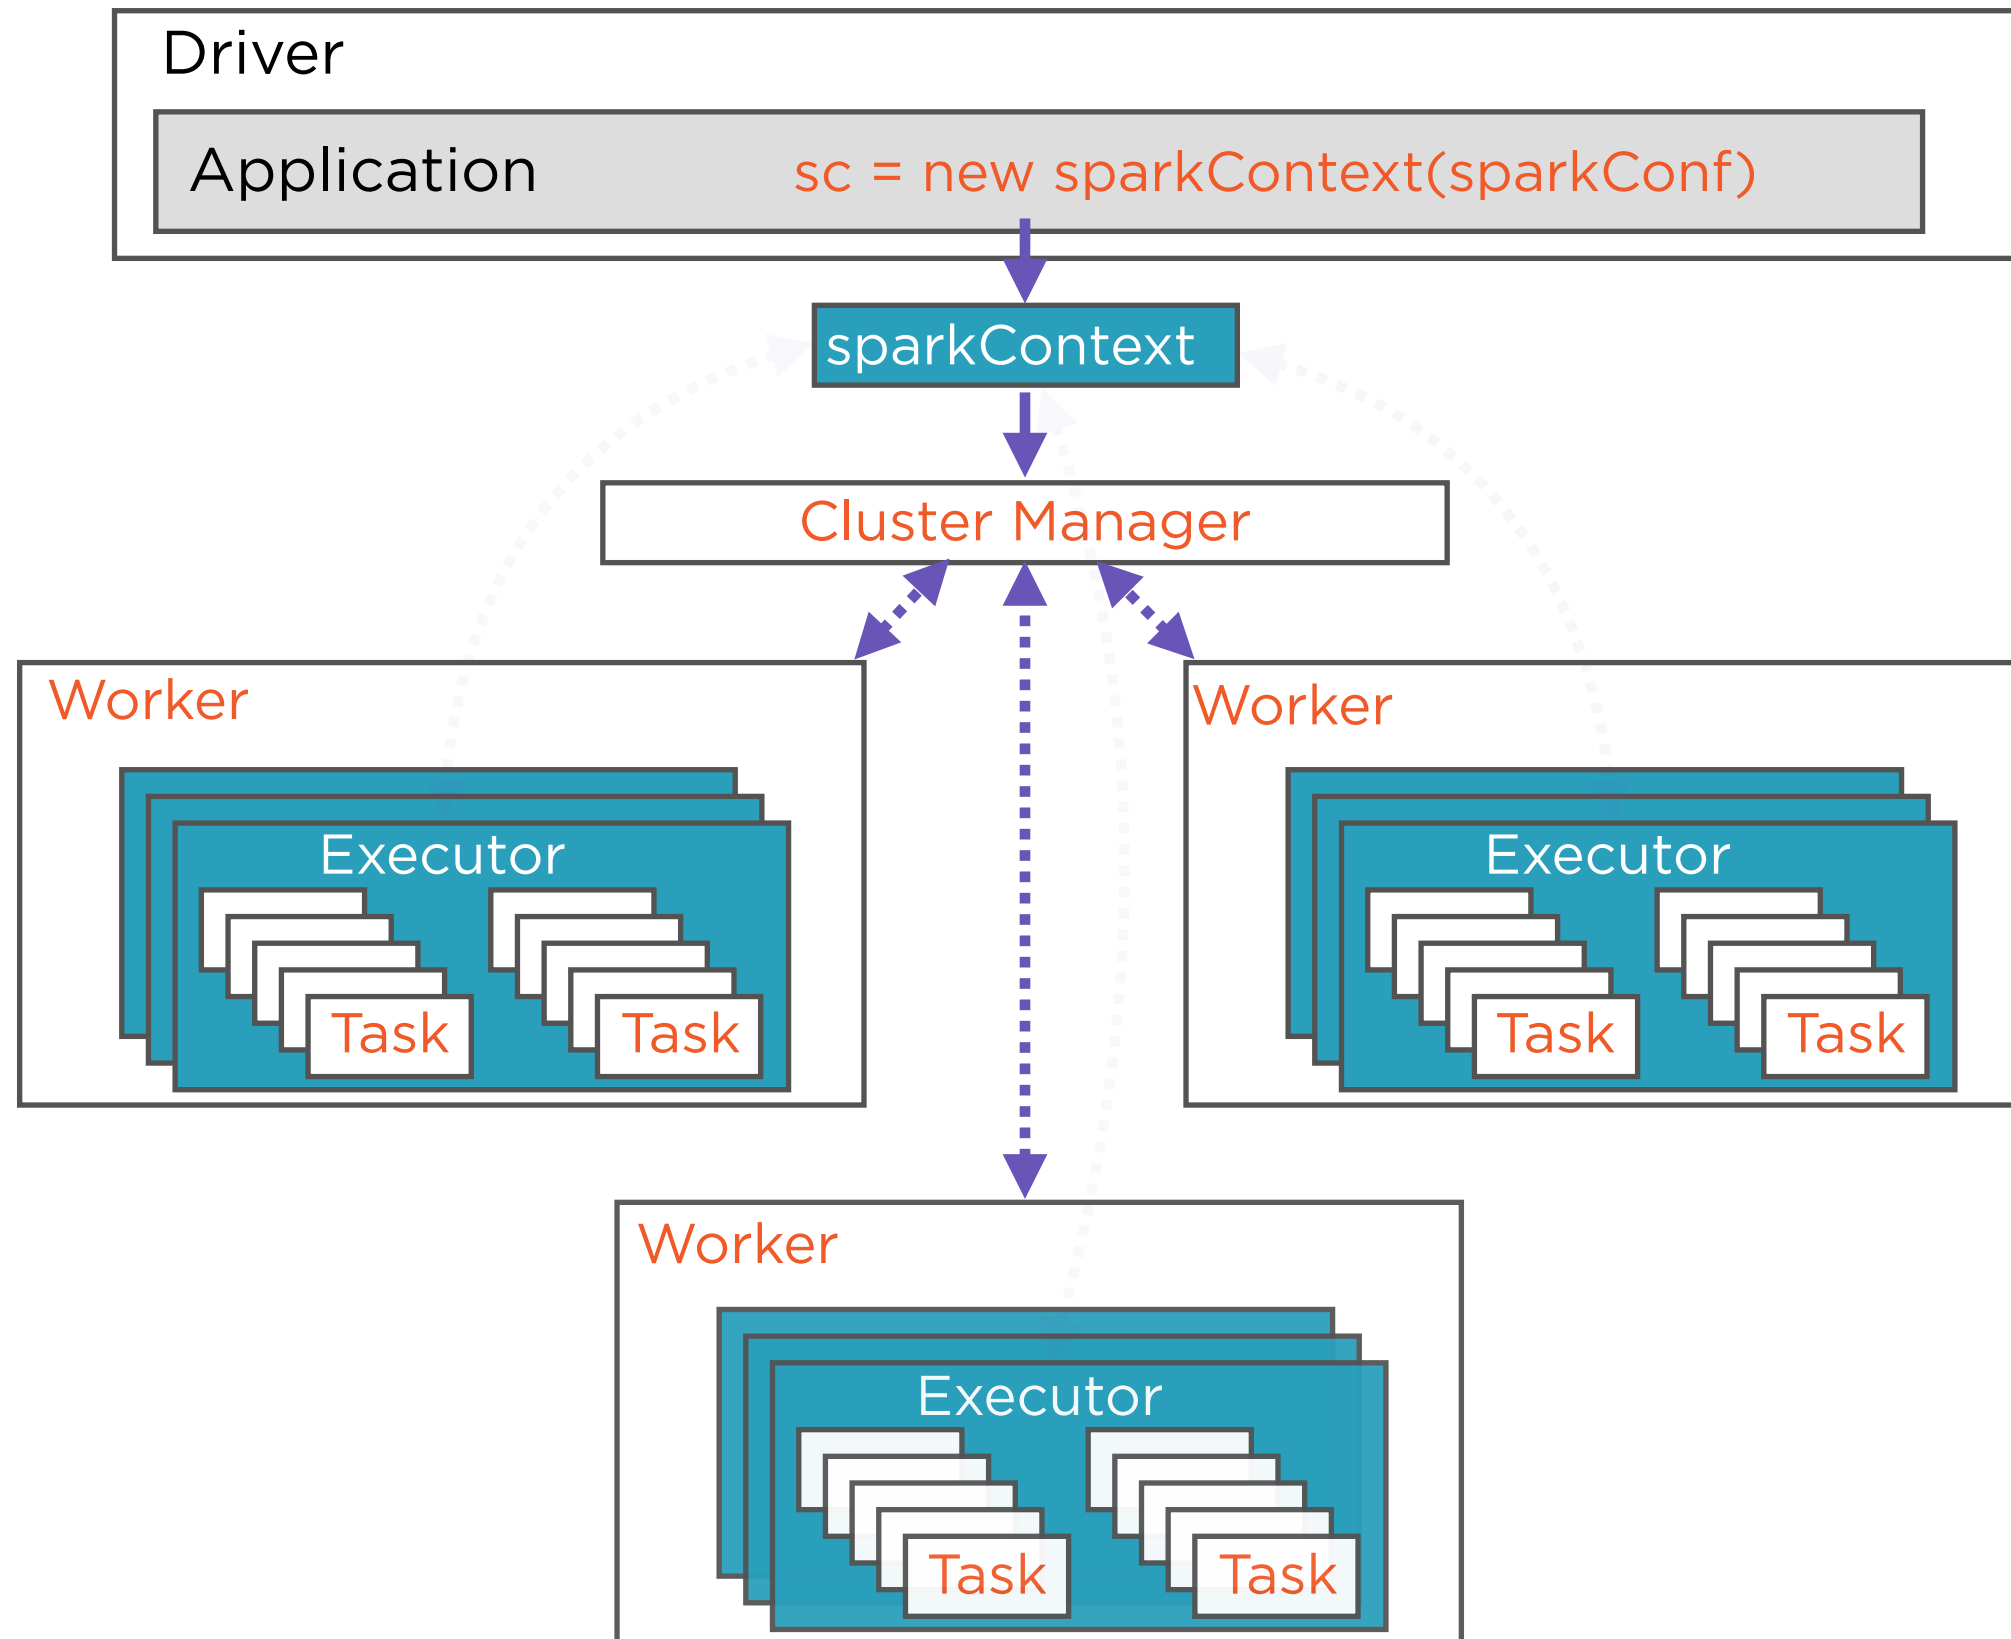 Driver
Application sc = new sparkContext(sparkConf)
sparkContext
Cluster Manager
Worker
Executor
Task Task
Worker
Executor
Task Task
Worker
Executor
Task Task